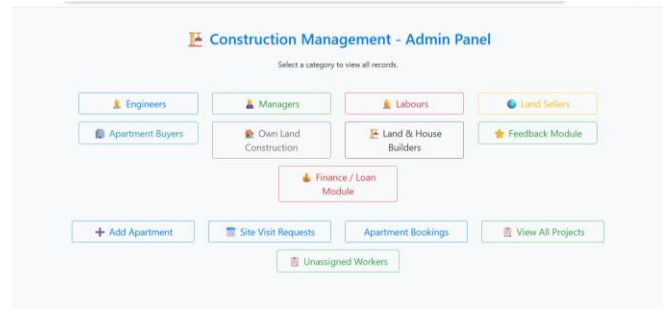 Construction Management - Admin Panel
Select a category to view all records.
Engineers
Managers
Labours
Land Sellers
Apartment Buyers
Own Land
Construction
Land & House
Builders
Feedback Module
Finance / Loan
Module
Add Apartment
Site Visit Requests
Apartment Bookings
View All Projects
Unassigned Workers